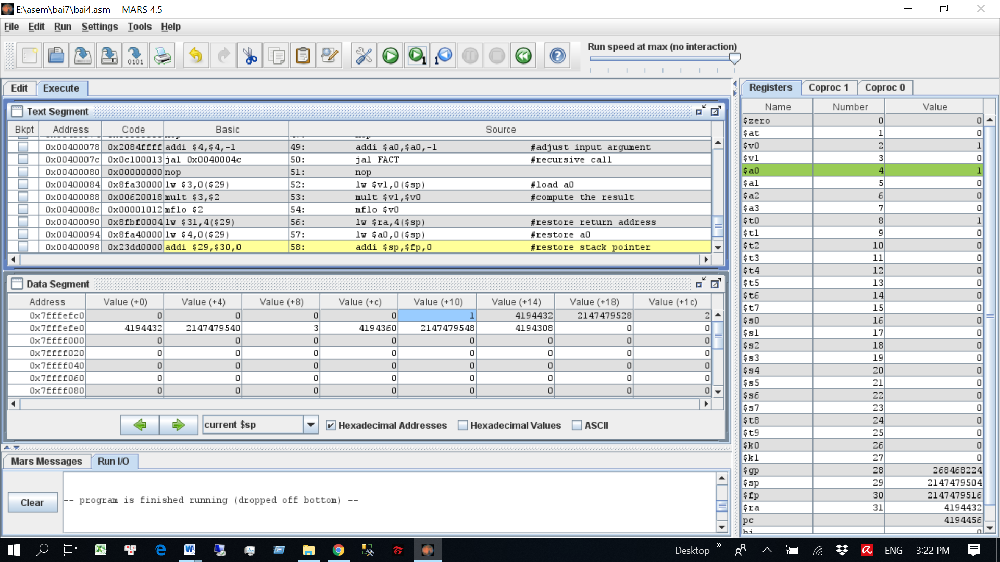 E:\asem\bai7\bai4.asm - MARS 4.5
File Edit Run Settings Tools Help
Run speed at max (no interaction)
Edit Execute
Text Segment
Bkpt Address Code Basic Source
0x00400078 0x2084ffff addi $4,$4,-1 49: addi $a0,$a0,-1 #adjust input argument
0x0040007c 0x0c100013 jal 0x0040004c 50: jal FACT #recursive call
0x00400080 0x00000000 nop 51: nop
0x00400084 0x8fa30000 lw $3,0($29) 52: lw $v1,0($sp) #load a0
0x00400088 0x00620018 mult $3,$2 53: mult $v1,$v0 #compute the result
0x0040008c 0x00001012 mflo $2 54: mflo $v0
0x00400090 0x8fbf0004 lw $31,4($29) 56: lw $ra,4($sp) #restore return address
0x00400094 0x8fa40000 lw $4,0($29) 57: lw $a0,0($sp) #restore a0
0x00400098 0x23dd0000 addi $29,$30,0 58: addi $sp,$fp,0 #restore stack pointer
Data Segment
Address Value (+0) Value (+4) Value (+8) Value (+c) Value (+10) Value (+14) Value (+18) Value (+1c)
0x7fffefc0 0 0 0 0 1 4194432 2147479528 2
0x7fffefe0 4194432 2147479540 3 4194360 2147479548 4194308 0 0
0x7ffff000 0 0 0 0 0 0 0 0
0x7ffff020 0 0 0 0 0 0 0 0
0x7ffff040 0 0 0 0 0 0 0 0
0x7ffff060 0 0 0 0 0 0 0 0
0x7ffff080 0 0 0 0 0 0 0 0
current $sp Hexadecimal Addresses Hexadecimal Values ASCII
Mars Messages Run I/O
Clear
-- program is finished running (dropped off bottom) --
Registers Coproc 1 Coproc 0
Name Number Value
$zero 0 0
$at 1 0
$v0 2 1
$v1 3 0
$a0 4 1
$a1 5 0
$a2 6 0
$a3 7 0
$t0 8 1
$t1 9 0
$t2 10 0
$t3 11 0
$t4 12 0
$t5 13 0
$t6 14 0
$t7 15 0
$s0 16 0
$s1 17 0
$s2 18 0
$s3 19 0
$s4 20 0
$s5 21 0
$s6 22 0
$s7 23 0
$t8 24 0
$t9 25 0
$k0 26 0
$k1 27 0
$gp 28 268468224
$sp 29 2147479504
$fp 30 2147479516
$ra 31 4194432
pc 4194456
hi 0
Desktop ENG 3:22 PM